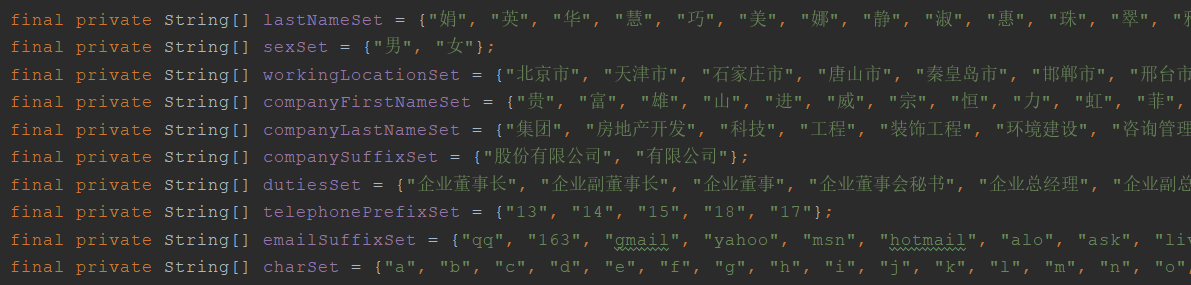 final private String[] lastNameSet = {"娟", "英", "华", "慧", "巧", "美", "娜", "静", "淑", "惠", "珠", "翠", "雅
final private String[] sexSet = {"男", "女"};
final private String[] workingLocationSet = {"北京市", "天津市", "石家庄市", "唐山市", "秦皇岛市", "邯郸市", "邢台市
final private String[] companyFirstNameSet = {"贵", "富", "雄", "山", "进", "威", "宗", "恒", "力", "虹", "菲",
final private String[] companyLastNameSet = {"集团", "房地产开发", "科技", "工程", "装饰工程", "环境建设", "咨询管理
final private String[] companySuffixSet = {"股份有限公司", "有限公司"};
final private String[] dutiesSet = {"企业董事长", "企业副董事长", "企业董事", "企业董事会秘书", "企业总经理", "企业副总
final private String[] telephonePrefixSet = {"13", "14", "15", "18", "17"};
final private String[] emailSuffixSet = {"qq", "163", "gmail", "yahoo", "msn", "hotmail", "alo", "ask", "liv
final private String[] charSet = {"a", "b", "c", "d", "e", "f", "g", "h", "i", "j", "k", "l", "m", "n", "o",